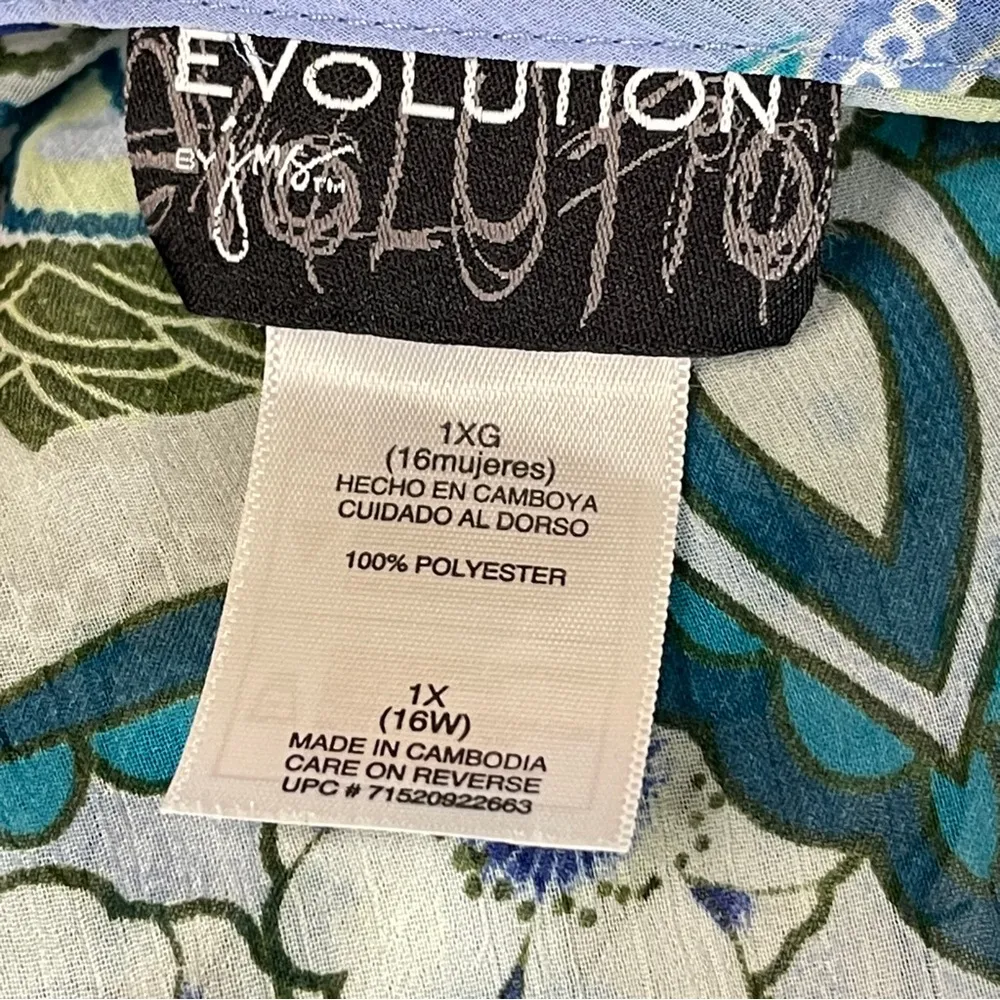 EVOLUTION
BY
1XG
(16mujeres)
HECHO EN CAMBOYA
CUIDADO AL DORSO
100% POLYESTER
1X
(16W)
MADE IN CAMBODIA
CARE ON REVERSE
UPC # 71520922663